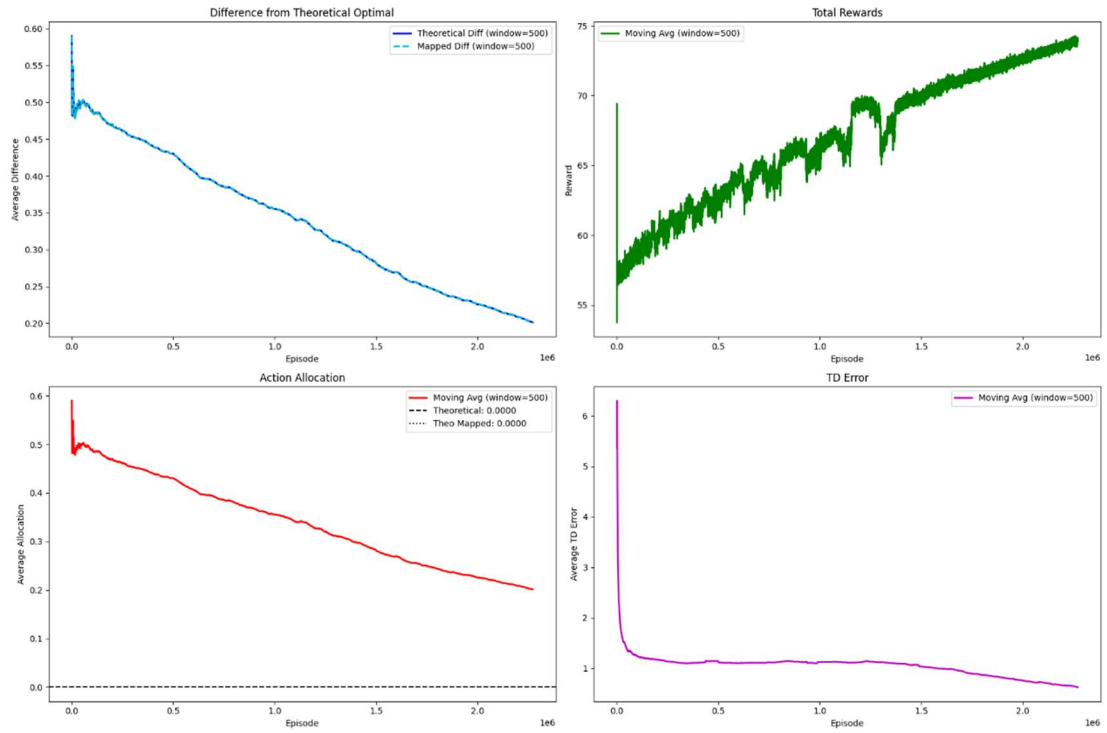 Difference from Theoretical Optimal
Theoretical Diff (window=500)
Mapped Diff (window=500)
Average Difference
0.60
0.55
0.50
0.45
0.40
0.35
0.30
0.25
0.20
0.0
0.5
1.0
1.5
2.0
1e6
Episode
Total Rewards
Moving Avg (window=500)
Reward
75
70
65
60
55
0.0
0.5
1.0
1.5
2.0
1e6
Episode
Action Allocation
Moving Avg (window=500)
Theoretical: 0.0000
Theo Mapped: 0.0000
Average Allocation
0.6
0.5
0.4
0.3
0.2
0.1
0.0
0.0
0.5
1.0
1.5
2.0
1e6
Episode
TD Error
Moving Avg (window=500)
Average TD Error
6
5
4
3
2
1
0.0
0.5
1.0
1.5
2.0
1e6
Episode